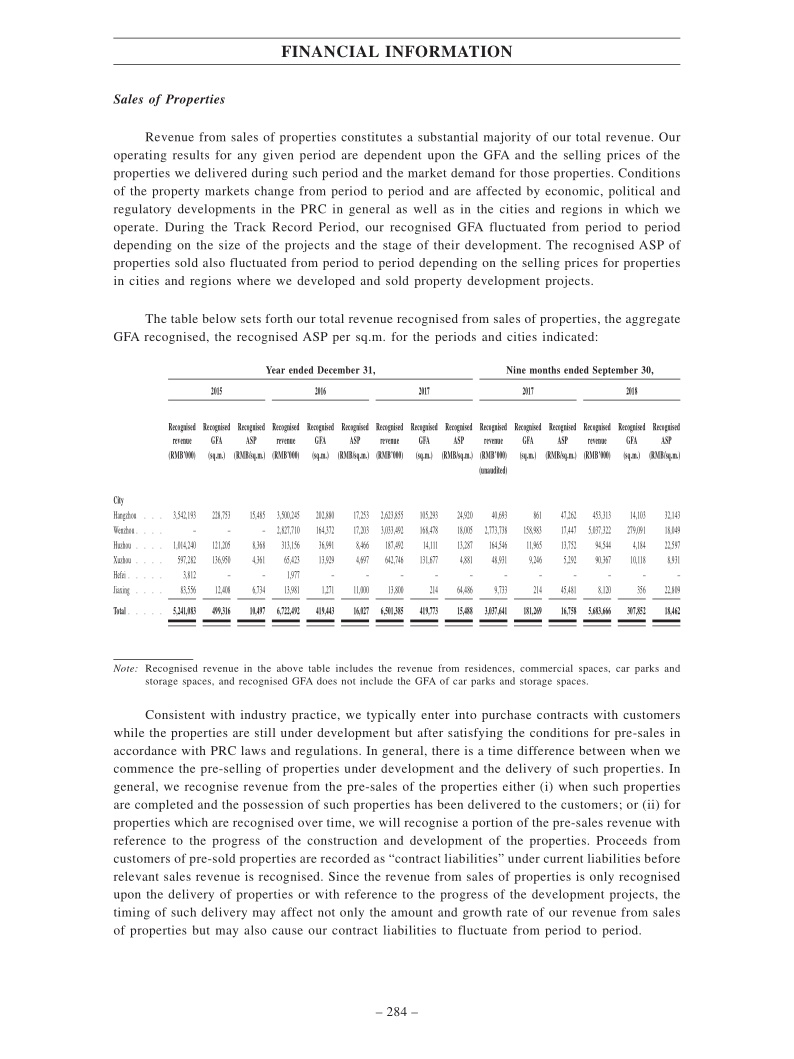 FINANCIAL INFORMATION
Sales of Properties
Revenue from sales of properties constitutes a substantial majority of our total revenue. Our
operating results for any given period are dependent upon the GFA and the selling prices of the
properties we delivered during such period and the market demand for those properties. Conditions
of the property markets change from period to period and are affected by economic, political and
regulatory developments in the PRC in general as well as in the cities and regions in which we
operate. During the Track Record Period, our recognised GFA fluctuated from period to period
depending on the size of the projects and the stage of their development. The recognised ASP of
properties sold also fluctuated from period to period depending on the selling prices for properties
in cities and regions where we developed and sold property development projects.
The table below sets forth our total revenue recognised from sales of properties, the aggregate
GFA recognised, the recognised ASP per sq.m. for the periods and cities indicated:
Year ended December 31, Nine months ended September 30,
2015 2016 2017 2017 2018
Recognised Recognised Recognised Recognised Recognised Recognised Recognised Recognised Recognised Recognised Recognised Recognised Recognised Recognised Recognised
revenue GFA ASP revenue GFA ASP revenue GFA ASP revenue GFA ASP revenue GFA ASP
(RMB'000) (sq.m.) (RMB/sq.m.) (RMB'000) (sq.m.) (RMB/sq.m.) (RMB'000) (sq.m.) (RMB/sq.m.) (RMB'000) (sq.m.) (RMB/sq.m.) (RMB'000) (sq.m.) (RMB/sq.m.)
(unaudited)
City
Hangzhou . . . 3,542,193 228,753 15,485 3,500,245 202,880 17,253 2,623,855 105,293 24,920 40,693 861 47,262 453,313 14,103 32,143
Wenzhou . . . . – – – 2,827,710 164,372 17,203 3,033,492 168,478 18,005 2,773,738 158,983 17,447 5,037,322 279,091 18,049
Huzhou . . . . 1,014,240 121,205 8,368 313,156 36,991 8,466 187,492 14,111 13,287 164,546 11,965 13,752 94,544 4,184 22,597
Xuzhou . . . . 597,282 136,950 4,361 65,423 13,929 4,697 642,746 131,677 4,881 48,931 9,246 5,292 90,367 10,118 8,931
Hefei . . . . . 3,812 – – 1,977 – – – – – – – – – – –
Jiaxing . . . . 83,556 12,408 6,734 13,981 1,271 11,000 13,800 214 64,486 9,733 214 45,481 8,120 356 22,809
Total . . . . . 5,241,083 499,316 10,497 6,722,492 419,443 16,027 6,501,385 419,773 15,488 3,037,641 181,269 16,758 5,683,666 307,852 18,462
Note: Recognised revenue in the above table includes the revenue from residences, commercial spaces, car parks and
storage spaces, and recognised GFA does not include the GFA of car parks and storage spaces.
Consistent with industry practice, we typically enter into purchase contracts with customers
while the properties are still under development but after satisfying the conditions for pre-sales in
accordance with PRC laws and regulations. In general, there is a time difference between when we
commence the pre-selling of properties under development and the delivery of such properties. In
general, we recognise revenue from the pre-sales of the properties either (i) when such properties
are completed and the possession of such properties has been delivered to the customers; or (ii) for
properties which are recognised over time, we will recognise a portion of the pre-sales revenue with
reference to the progress of the construction and development of the properties. Proceeds from
customers of pre-sold properties are recorded as “contract liabilities” under current liabilities before
relevant sales revenue is recognised. Since the revenue from sales of properties is only recognised
upon the delivery of properties or with reference to the progress of the development projects, the
timing of such delivery may affect not only the amount and growth rate of our revenue from sales
of properties but may also cause our contract liabilities to fluctuate from period to period.
– 284 –